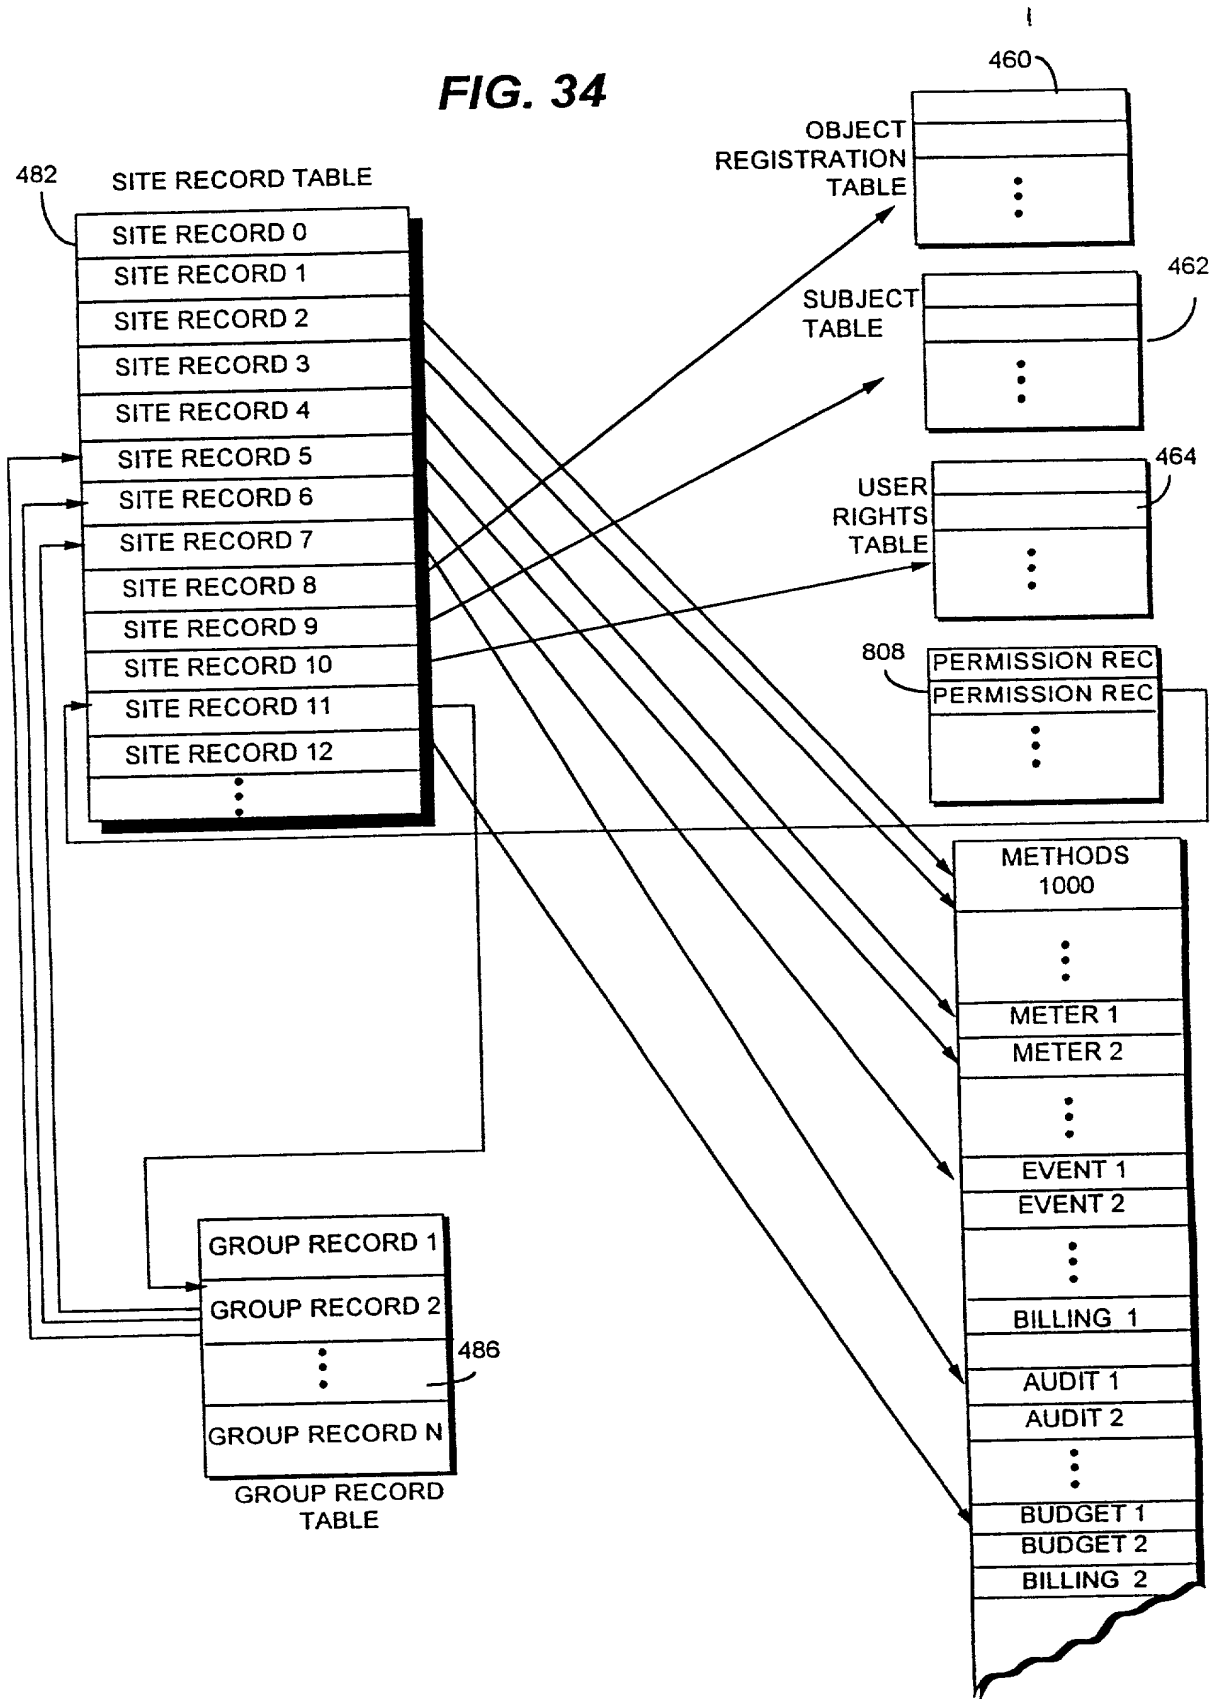 FIG. 34
460
OBJECT
REGISTRATION
TABLE
482
SITE RECORD TABLE
SITE RECORD 0
SITE RECORD 1
SITE RECORD 2
SITE RECORD 3
SITE RECORD 4
SITE RECORD 5
SITE RECORD 6
SITE RECORD 7
SITE RECORD 8
SITE RECORD 9
SITE RECORD 10
SITE RECORD 11
SITE RECORD 12
462
SUBJECT
TABLE
464
USER
RIGHTS
TABLE
808
PERMISSION REC
PERMISSION REC
METHODS
1000
METER 1
METER 2
EVENT 1
EVENT 2
BILLING 1
AUDIT 1
AUDIT 2
BUDGET 1
BUDGET 2
BILLING 2
GROUP RECORD 1
GROUP RECORD 2
486
GROUP RECORD N
GROUP RECORD
TABLE